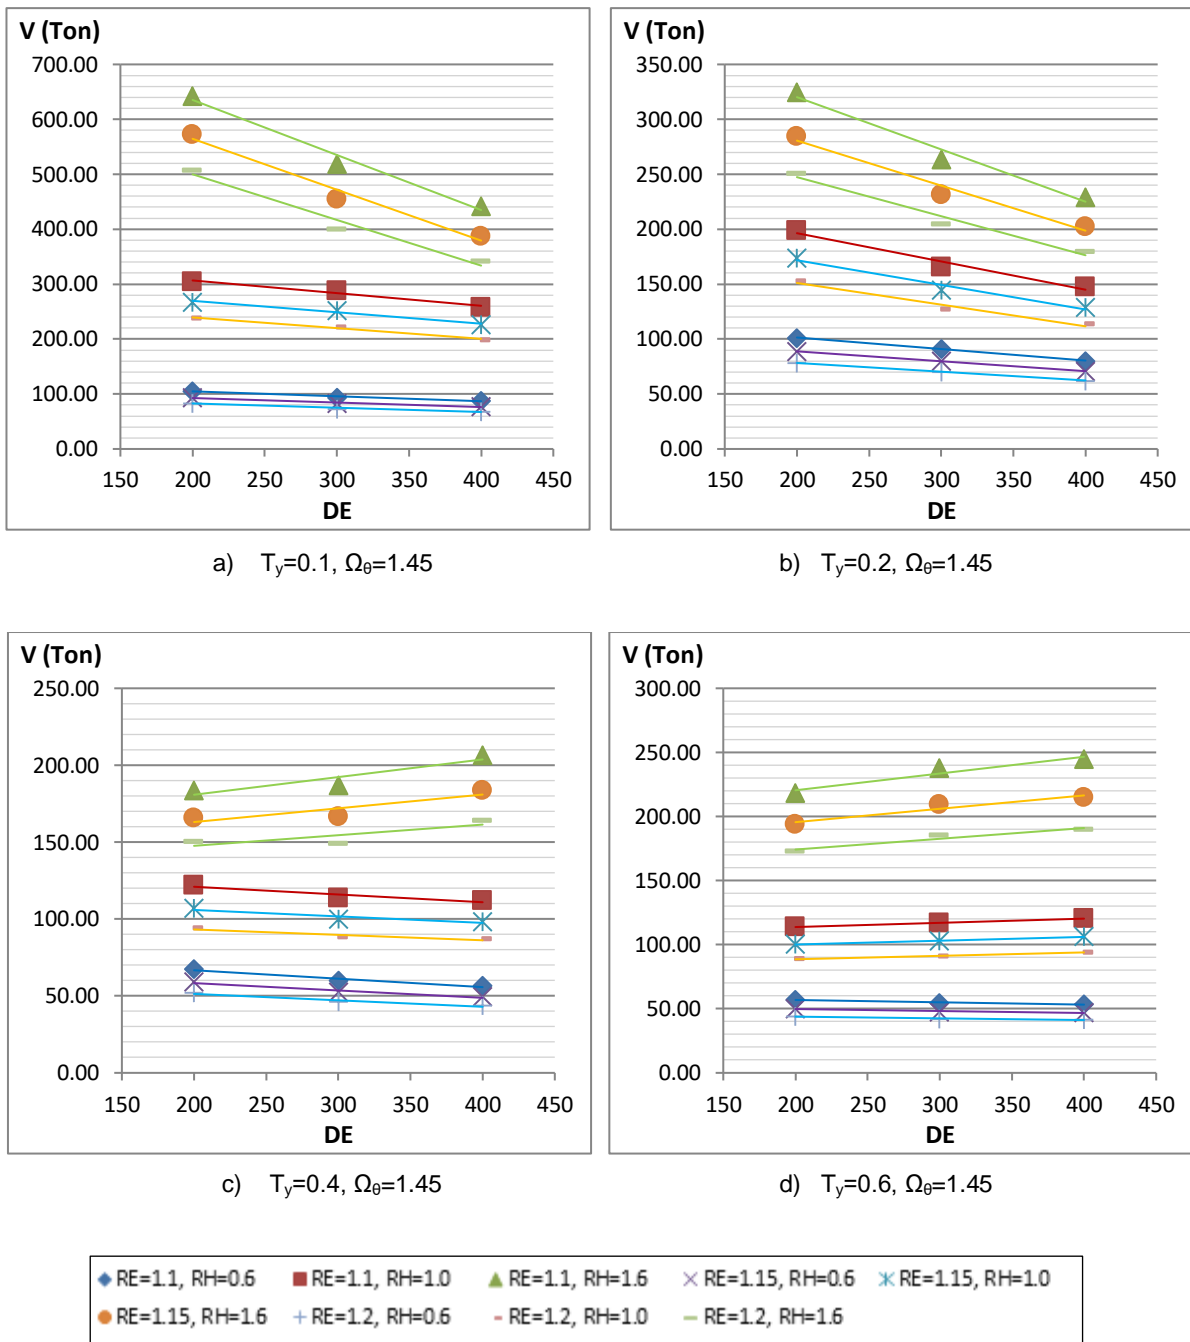 V (Ton)
700.00
600.00
500.00
400.00
300.00
200.00
100.00
0.00
150 200 250 300 350 400 450
DE
a) Ty=0.1, Ωθ=1.45
V (Ton)
350.00
300.00
250.00
200.00
150.00
100.00
50.00
0.00
150 200 250 300 350 400 450
DE
b) Ty=0.2, Ωθ=1.45
V (Ton)
250.00
200.00
150.00
100.00
50.00
0.00
150 200 250 300 350 400 450
DE
c) Ty=0.4, Ωθ=1.45
V (Ton)
300.00
250.00
200.00
150.00
100.00
50.00
0.00
150 200 250 300 350 400 450
DE
d) Ty=0.6, Ωθ=1.45
RE=1.1, RH=0.6 RE=1.1, RH=1.0 RE=1.1, RH=1.6 RE=1.15, RH=0.6 RE=1.15, RH=1.0
RE=1.15, RH=1.6 RE=1.2, RH=0.6 RE=1.2, RH=1.0 RE=1.2, RH=1.6